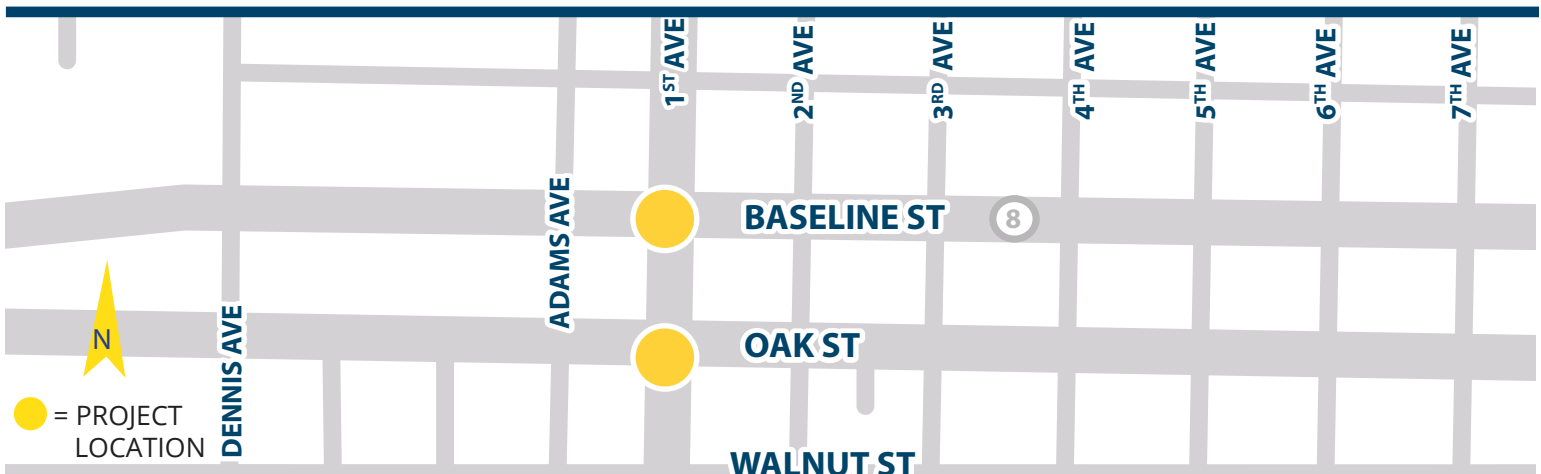 1ST AVE
2ND AVE
3RD AVE
4TH AVE
5TH AVE
6TH AVE
7TH AVE
ADAMS AVE
BASELINE ST
8
DENNIS AVE
OAK ST
N
= PROJECT
LOCATION
WALNUT ST